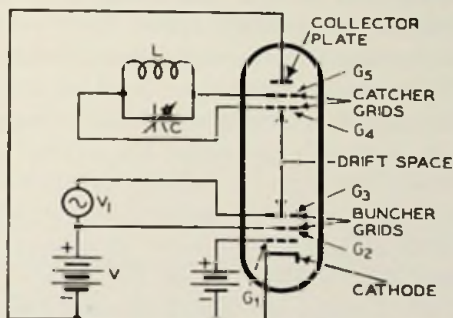 COLLECTOR
PLATE
L
G5
CATCHER
GRIDS
C
G4
DRIFT SPACE
G3
V1
BUNCHER
GRIDS
G2
+
V
-
+
-
G1
CATHODE